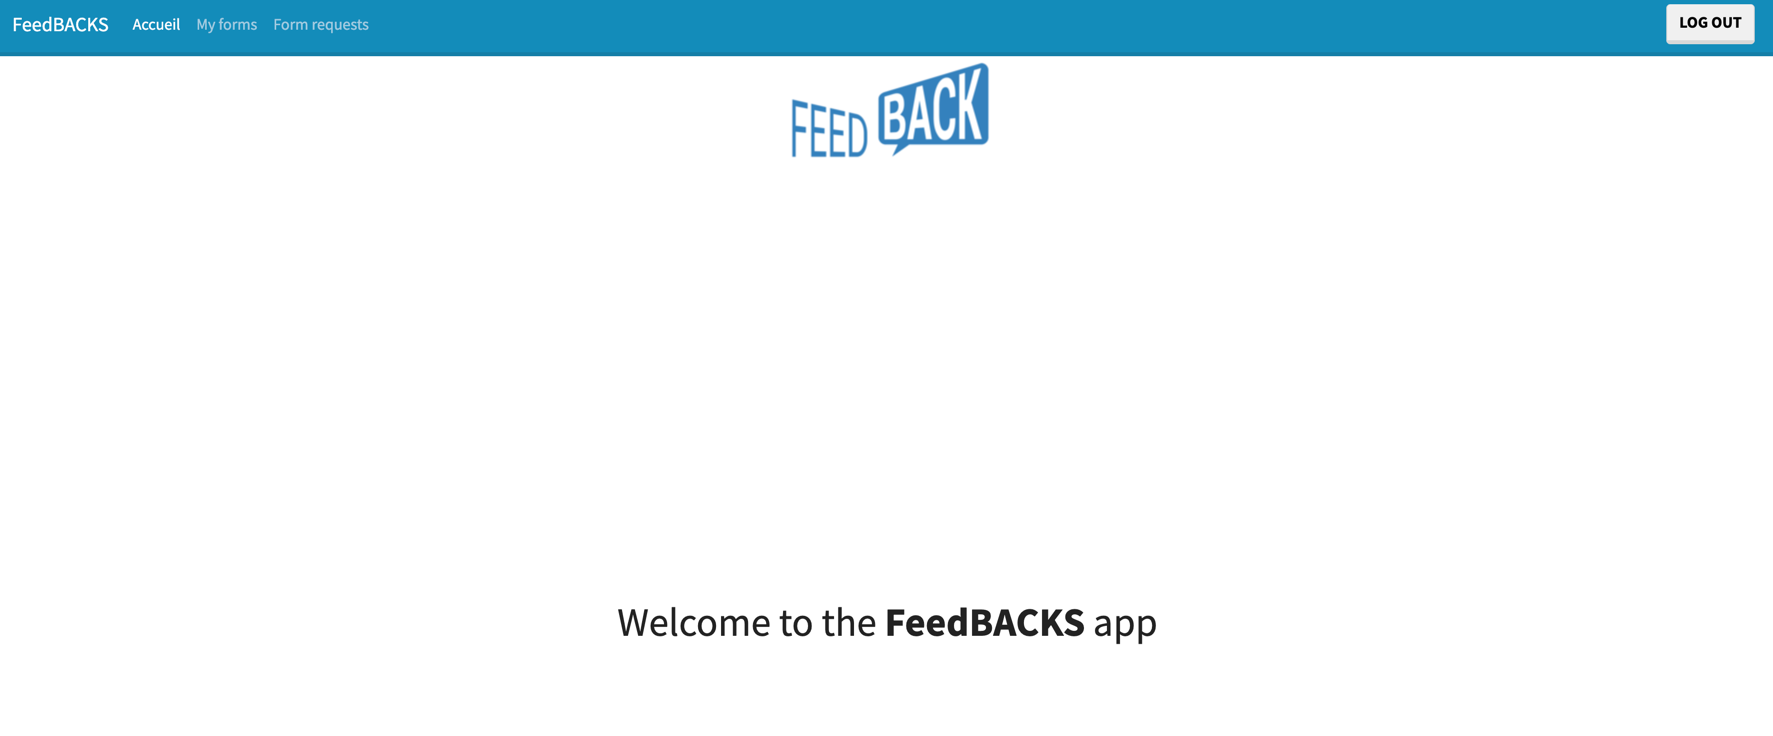 FeedBACKS Accueil My forms Form requests LOG OUT
FEED BACK
Welcome to the FeedBACKS app